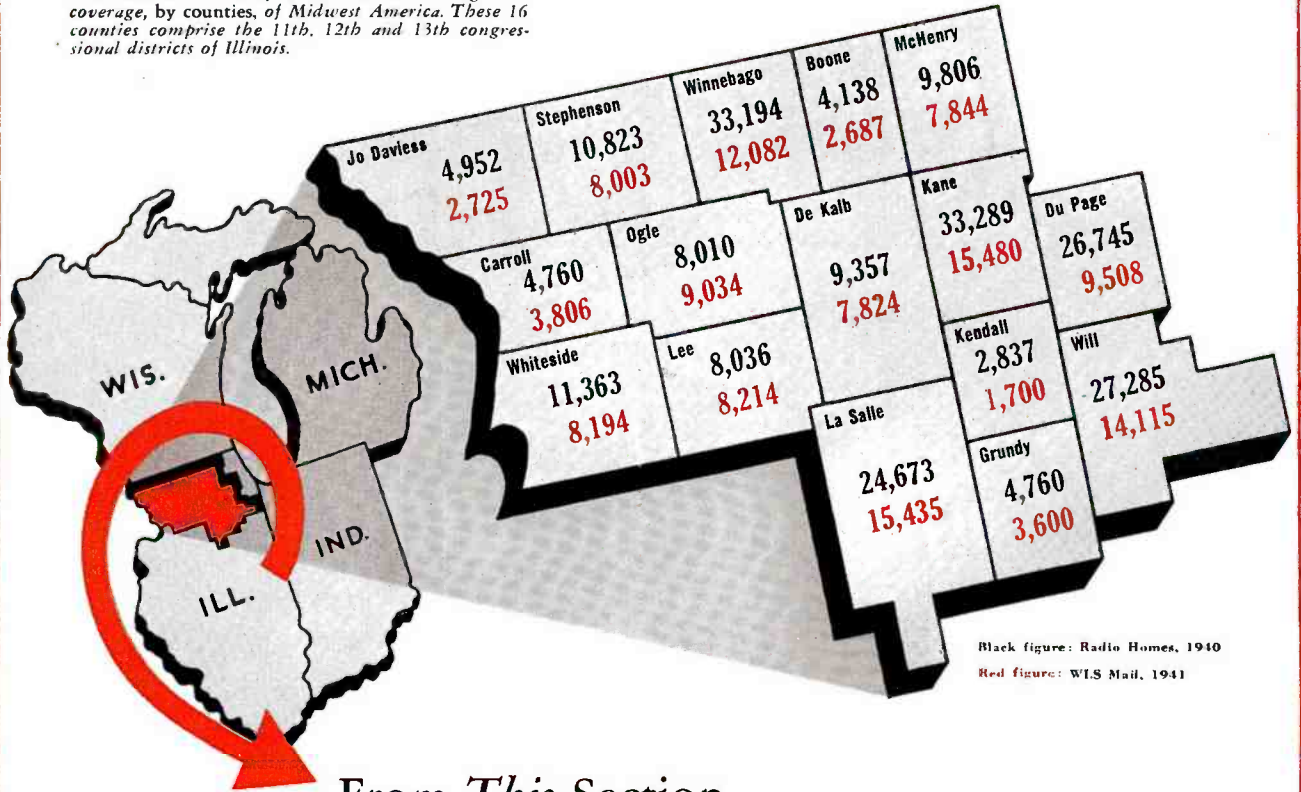 coverage, by counties, of Midwest America. These 16
counties comprise the 11th, 12th and 13th congres-
sional districts of Illinois.
Jo Daviess
4,952
2,725
Stephenson
10,823
8,003
Winnebago
33,194
12,082
Boone
4,138
2,687
McHenry
9,806
7,844
Carroll
4,760
3,806
Ogle
8,010
9,034
De Kalb
9,357
7,824
Kane
33,289
15,480
Du Page
26,745
9,508
Whiteside
11,363
8,194
Lee
8,036
8,214
Kendall
2,837
1,700
Will
27,285
14,115
La Salle
24,673
15,435
Grundy
4,760
3,600
WIS.
MICH.
IND.
ILL.
Black figure: Radio Homes, 1940
Red figure: WLS Mail, 1941
From This Section